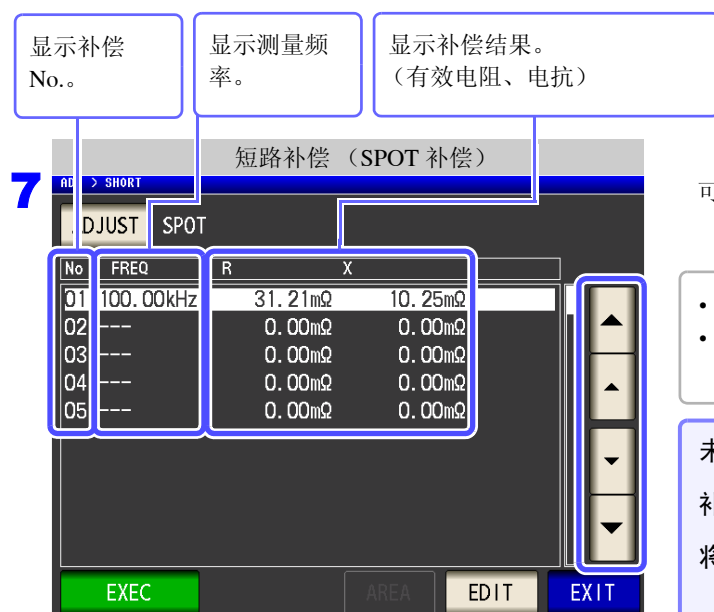 显示补偿
No.。
显示测量频
率。
显示补偿结果。
（有效电阻、电抗）
短路补偿 （SPOT 补偿）
7
> SHORT
SPOT
No FREQ R X
01 100.00kHz 31.21mΩ 10.25mΩ
02 --- 0.00mΩ 0.00mΩ
03 --- 0.00mΩ 0.00mΩ
04 --- 0.00mΩ 0.00mΩ
05 --- 0.00mΩ 0.00mΩ
EXEC AREA EDIT EXIT
可
•
•
未
补
将